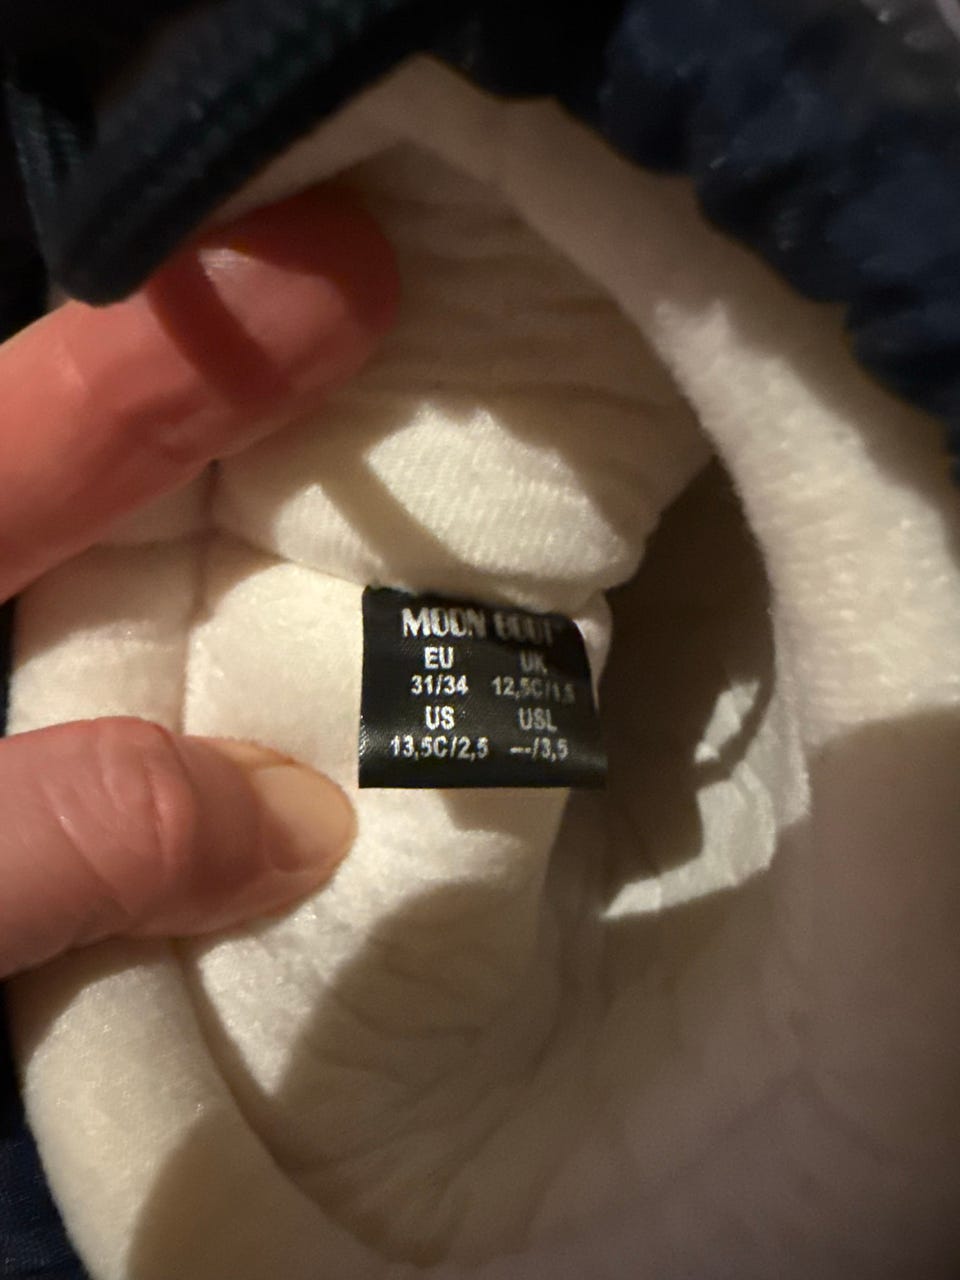 MOON BOOT
EU UK
31/34 12,5C/1,5
US USL
13,5C/2,5 --/3,5